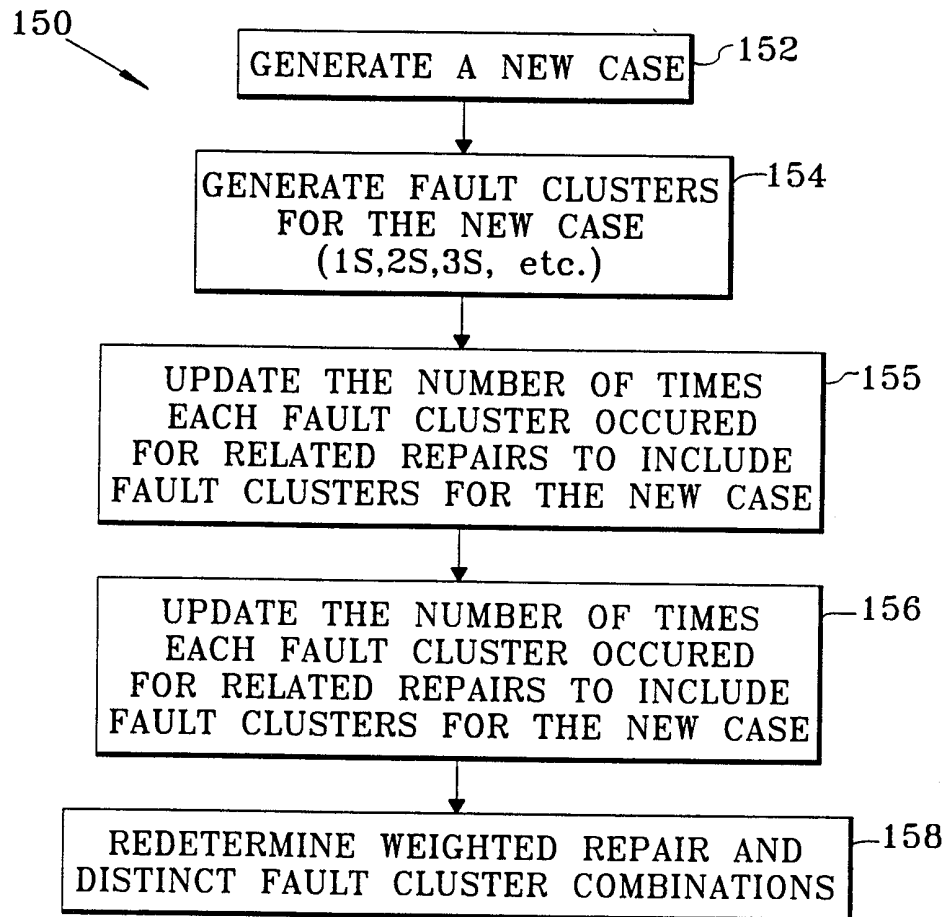 150
GENERATE A NEW CASE
152
GENERATE FAULT CLUSTERS
FOR THE NEW CASE
(1S,2S,3S, etc.)
154
UPDATE THE NUMBER OF TIMES
EACH FAULT CLUSTER OCCURED
FOR RELATED REPAIRS TO INCLUDE
FAULT CLUSTERS FOR THE NEW CASE
155
UPDATE THE NUMBER OF TIMES
EACH FAULT CLUSTER OCCURED
FOR RELATED REPAIRS TO INCLUDE
FAULT CLUSTERS FOR THE NEW CASE
156
REDETERMINE WEIGHTED REPAIR AND
DISTINCT FAULT CLUSTER COMBINATIONS
158